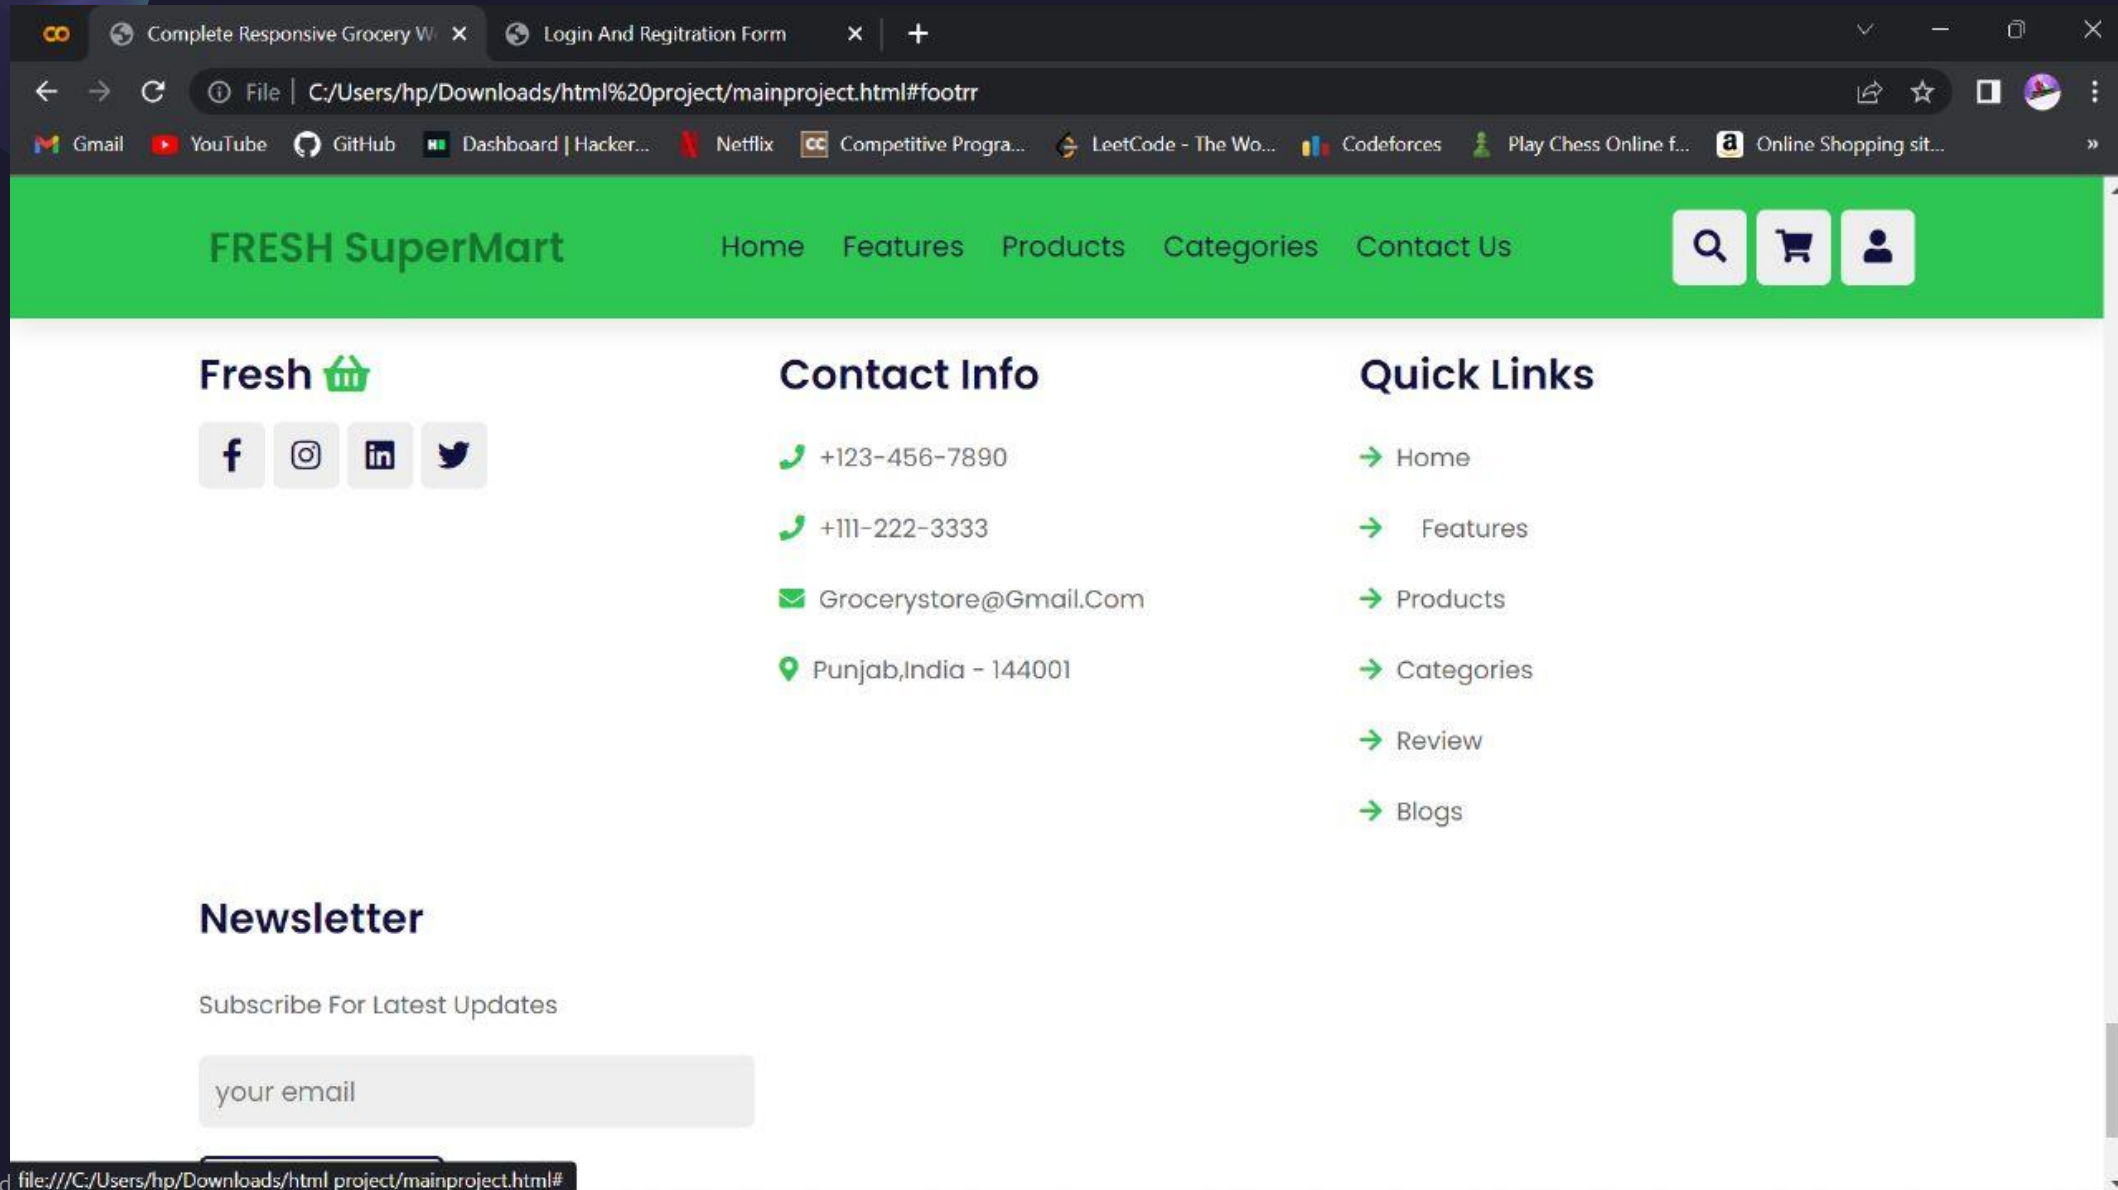 Complete Responsive Grocery W
Login And Regitration Form
File | C:/Users/hp/Downloads/html%20project/mainproject.html#footrr
Gmail YouTube GitHub Dashboard | Hacker... Netflix CC Competitive Progra... LeetCode - The Wo... Codeforces Play Chess Online f... a Online Shopping sit... »
FRESH SuperMart Home Features Products Categories Contact Us
Fresh
Contact Info
+123-456-7890
+111-222-3333
Grocerystore@Gmail.Com
Punjab,India - 144001
Quick Links
Home
Features
Products
Categories
Review
Blogs
Newsletter
Subscribe For Latest Updates
your email
file:///C:/Users/hp/Downloads/html project/mainproject.html#